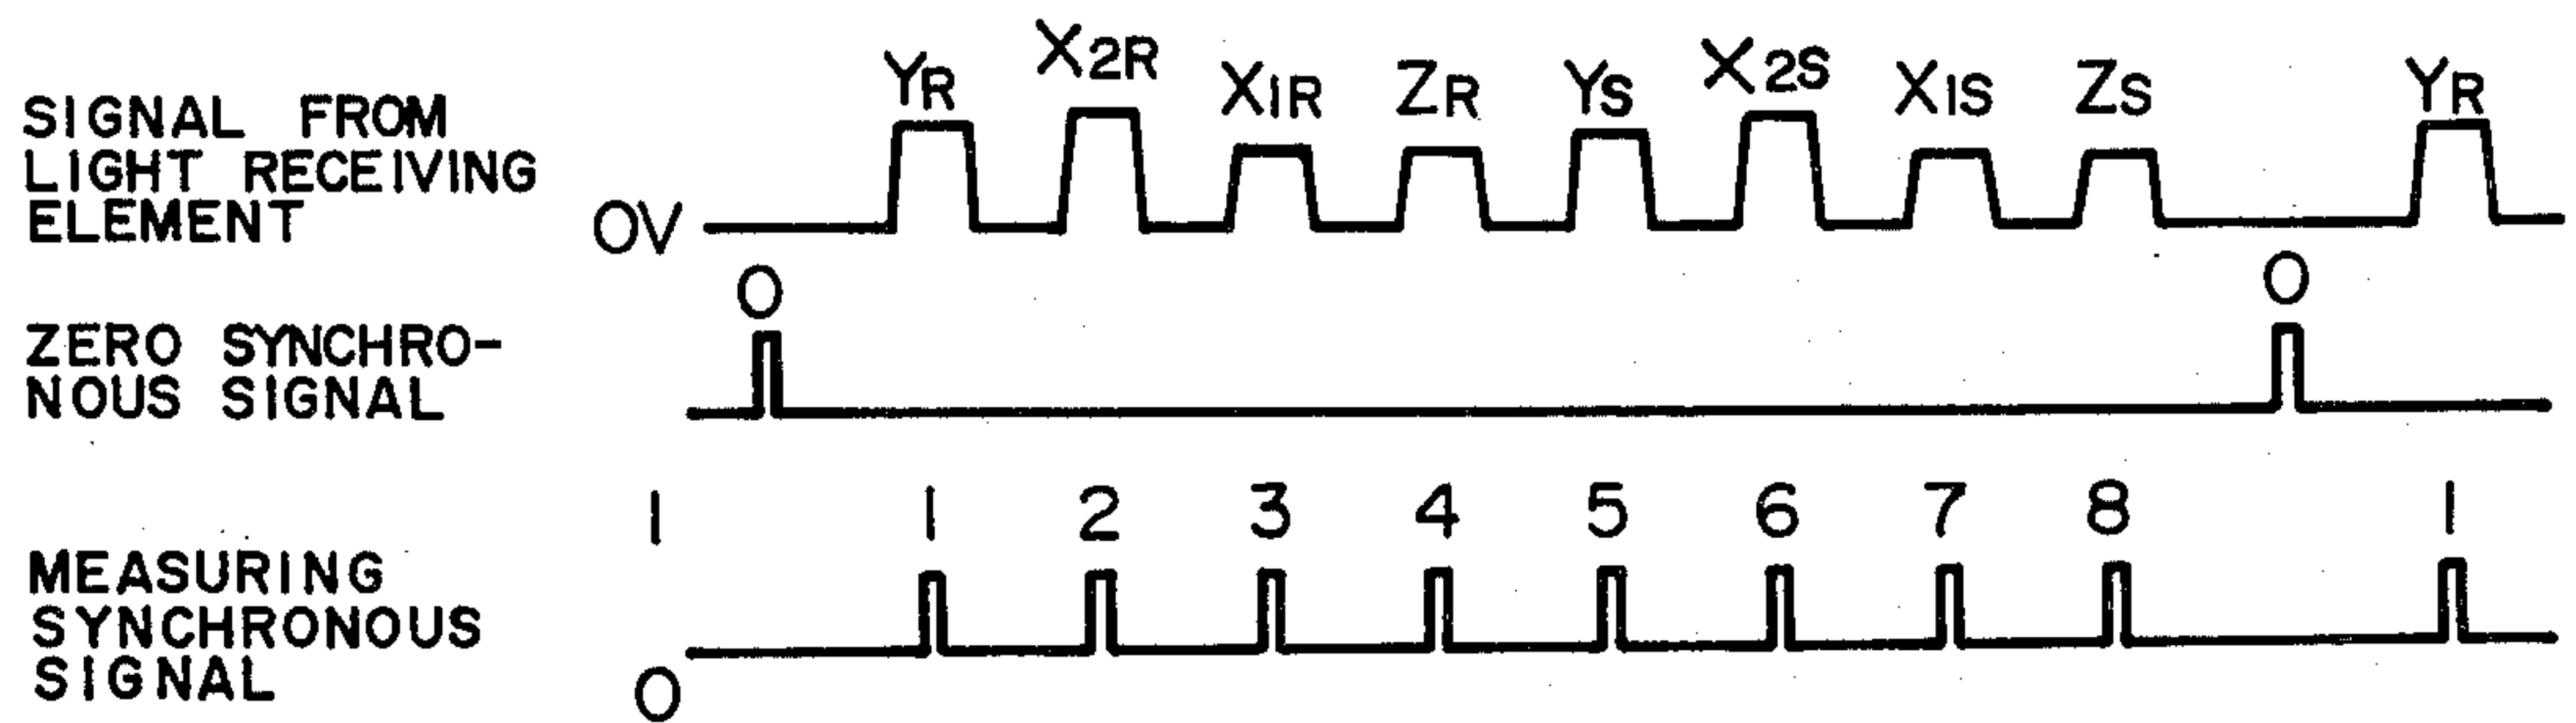 YR X2R X1R ZR YS X2S X1S ZS YR
SIGNAL FROM
LIGHT RECEIVING
ELEMENT
0V
0 0
ZERO SYNCHRO-
NOUS SIGNAL
1 1 2 3 4 5 6 7 8 1
MEASURING
SYNCHRONOUS
SIGNAL
0